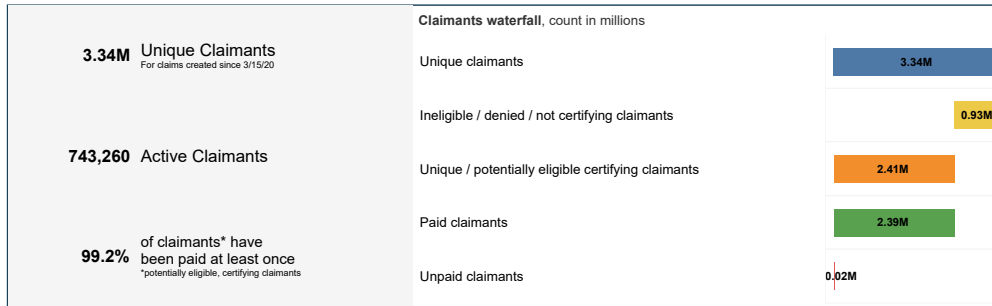 3.34M Unique Claimants
For claims created since 3/15/20
743,260 Active Claimants
99.2% of claimants* have
been paid at least once
*potentially eligible, certifying claimants
Claimants waterfall, count in millions
Unique claimants 3.34M
Ineligible / denied / not certifying claimants 0.93M
Unique / potentially eligible certifying claimants 2.41M
Paid claimants 2.39M
Unpaid claimants 0.02M